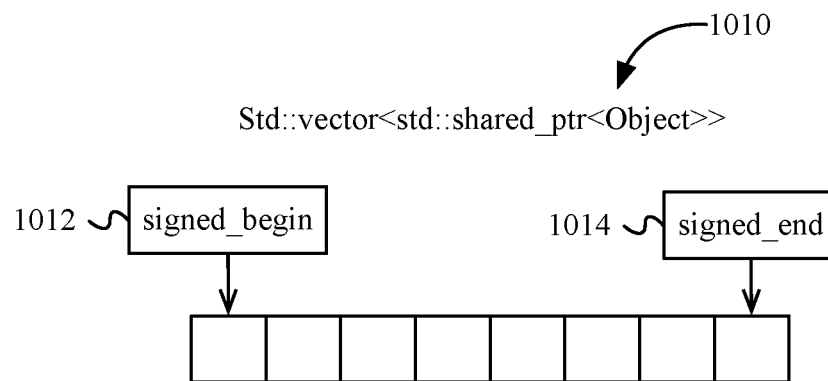 1010
Std::vector<std::shared_ptr<Object>>
1012 signed_begin
1014 signed_end